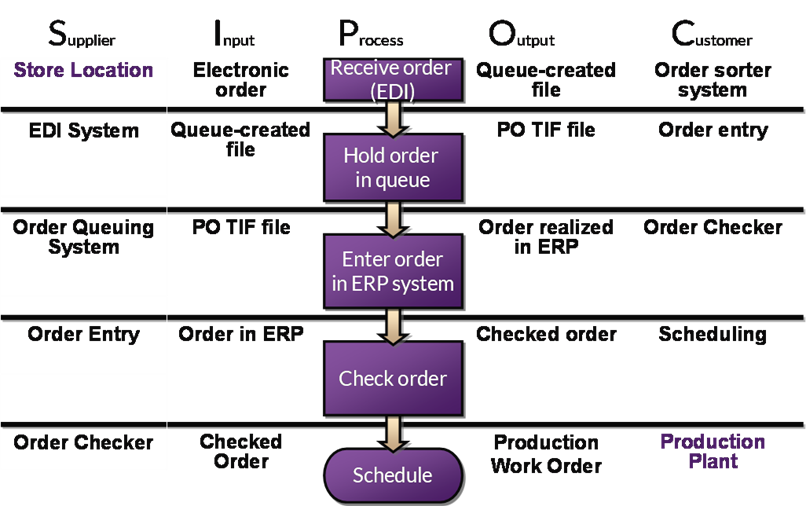 Supplier Input Process Output Customer
Store Location
Electronic
order
Receive order
(EDI)
Queue-created
file
Order sorter
system
EDI System
Queue-created
file
Hold order
in queue
PO TIF file
Order entry
Order Queuing
System
PO TIF file
Enter order
in ERP system
Order realized
in ERP
Order Checker
Order Entry
Order in ERP
Check order
Checked order
Scheduling
Order Checker
Checked
Order
Schedule
Production
Work Order
Production
Plant